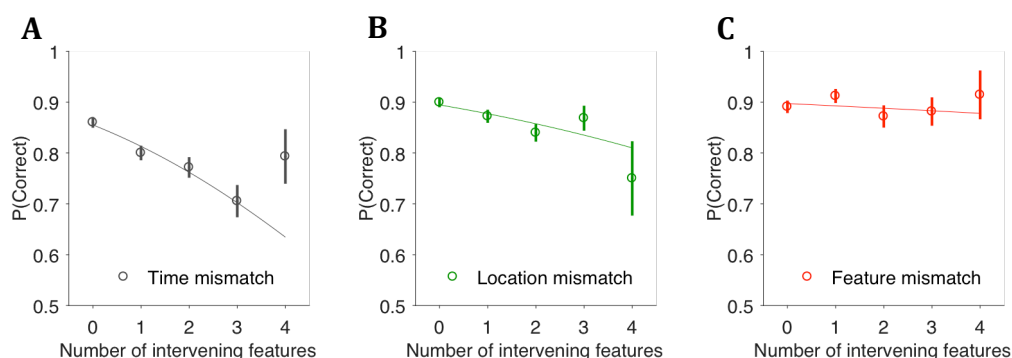 A
P(Correct)
1
0.9
0.8
0.7
0.6
0.5
Time mismatch
0 1 2 3 4
Number of intervening features
B
P(Correct)
1
0.9
0.8
0.7
0.6
0.5
Location mismatch
0 1 2 3 4
Number of intervening features
C
P(Correct)
1
0.9
0.8
0.7
0.6
0.5
Feature mismatch
0 1 2 3 4
Number of intervening features